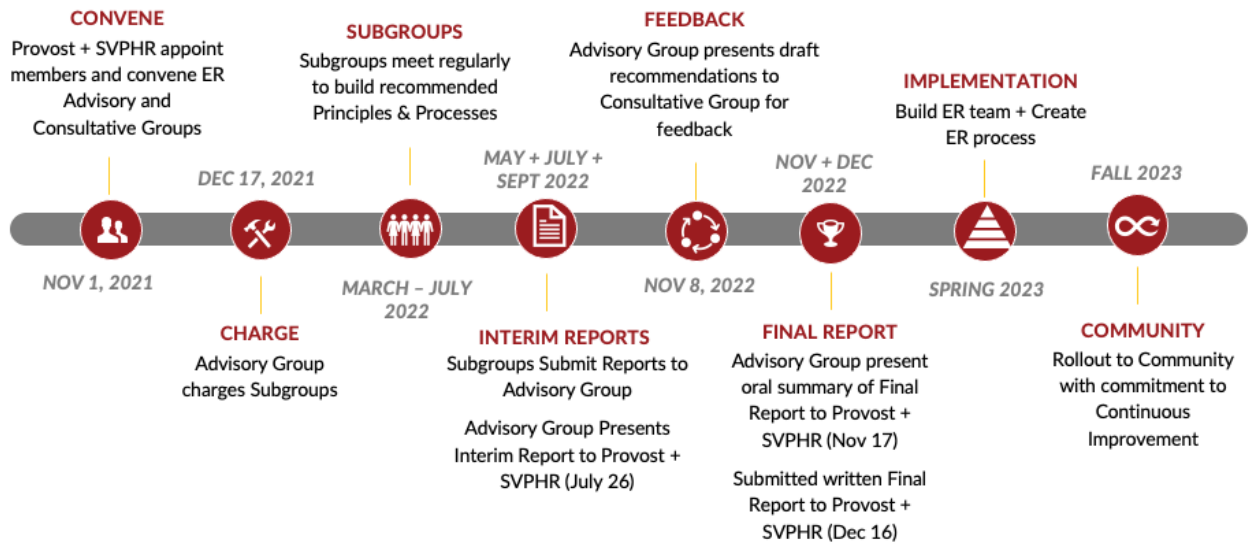 CONVENE
Provost + SVPHR appoint
members and convene ER
Advisory and
Consultative Groups
NOV 1, 2021
DEC 17, 2021
CHARGE
Advisory Group
charges Subgroups
SUBGROUPS
Subgroups meet regularly
to build recommended
Principles & Processes
MARCH – JULY
2022
MAY + JULY +
SEPT 2022
INTERIM REPORTS
Subgroups Submit Reports to
Advisory Group
Advisory Group Presents
Interim Report to Provost +
SVPHR (July 26)
FEEDBACK
Advisory Group presents draft
recommendations to
Consultative Group for
feedback
NOV 8, 2022
NOV + DEC
2022
FINAL REPORT
Advisory Group present
oral summary of Final
Report to Provost +
SVPHR (Nov 17)
Submitted written Final
Report to Provost +
SVPHR (Dec 16)
IMPLEMENTATION
Build ER team + Create
ER process
SPRING 2023
FALL 2023
COMMUNITY
Rollout to Community
with commitment to
Continuous
Improvement